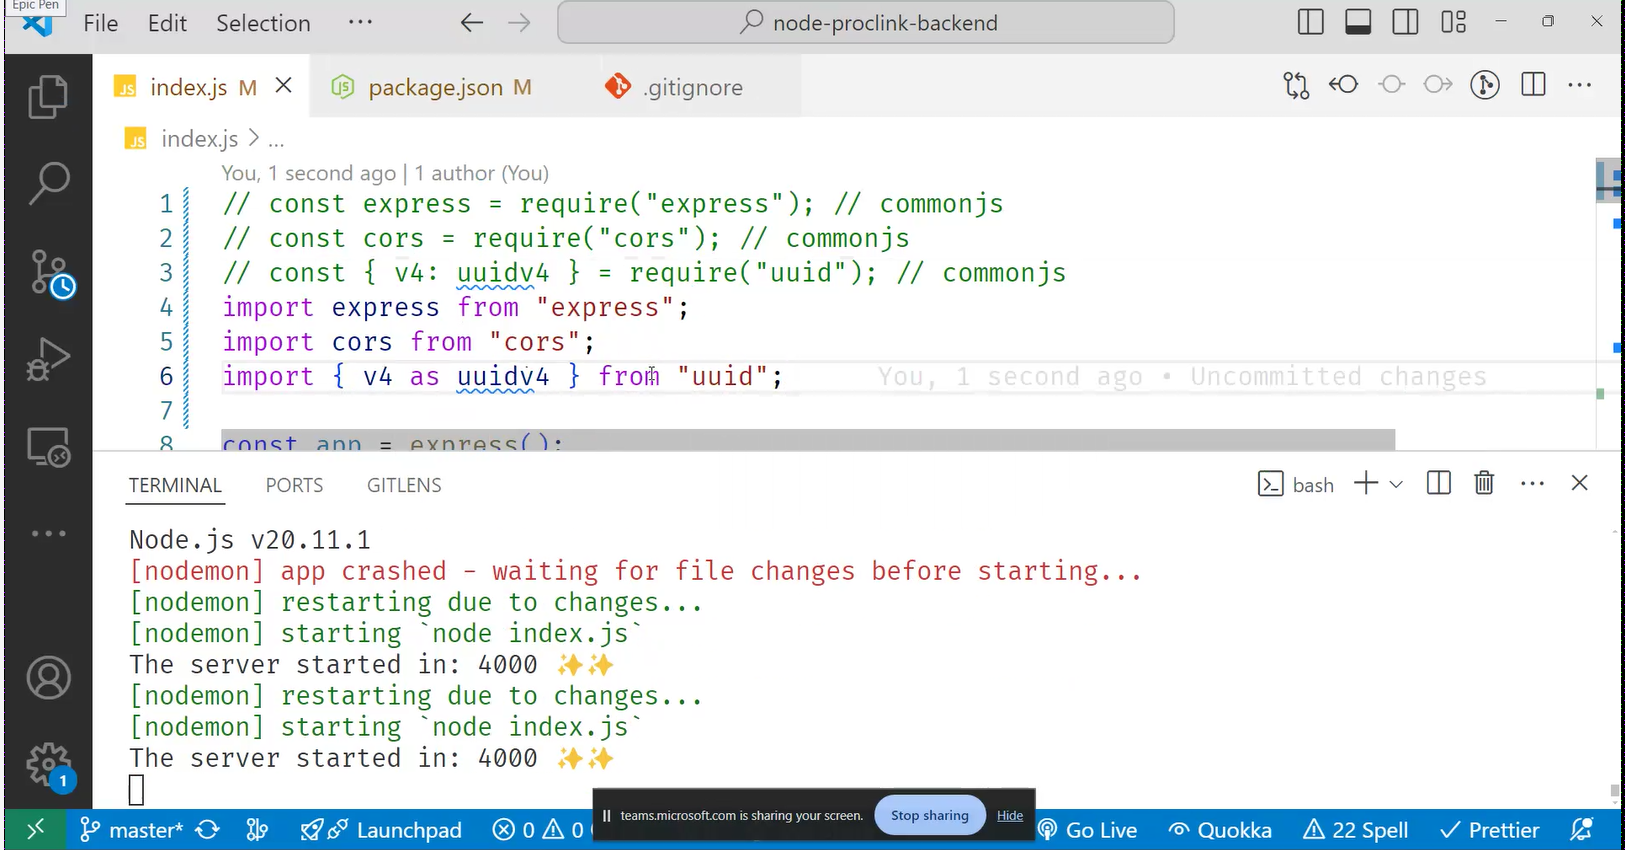 Epic Pen
File Edit Selection ··· node-proclink-backend
index.js M package.json M .gitignore
index.js > ...
You, 1 second ago | 1 author (You)
1 // const express = require("express"); // commonjs
2 // const cors = require("cors"); // commonjs
3 // const { v4: uuidv4 } = require("uuid"); // commonjs
4 import express from "express";
5 import cors from "cors";
6 import { v4 as uuidv4 } from "uuid"; You, 1 second ago • Uncommitted changes
7
8 const app = express();
TERMINAL PORTS GITLENS bash
Node.js v20.11.1
[nodemon] app crashed - waiting for file changes before starting...
[nodemon] restarting due to changes...
[nodemon] starting `node index.js`
The server started in: 4000 ✨✨
[nodemon] restarting due to changes...
[nodemon] starting `node index.js`
The server started in: 4000 ✨✨
1
teams.microsoft.com is sharing your screen. Stop sharing Hide
master* Launchpad 0 0 Go Live Quokka 22 Spell Prettier